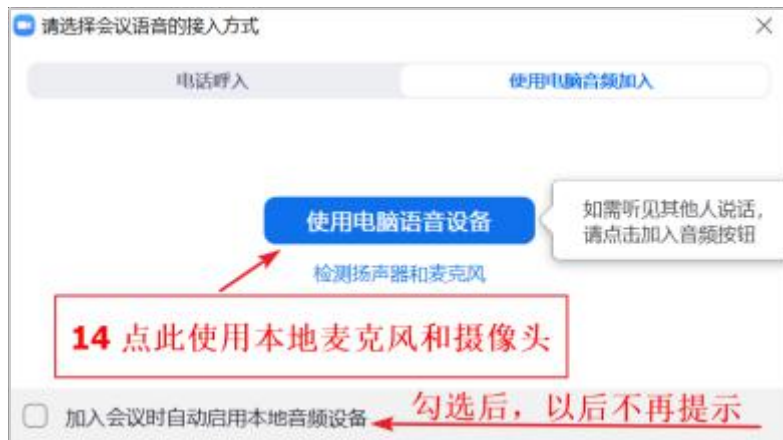 请选择会议语音的接入方式
电话呼入
使用电脑音频加入
使用电脑语音设备
如需听见其他人说话，
请点击加入音频按钮
检测扬声器和麦克风
14 点此使用本地麦克风和摄像头
加入会议时自动启用本地音频设备
勾选后，以后不再提示